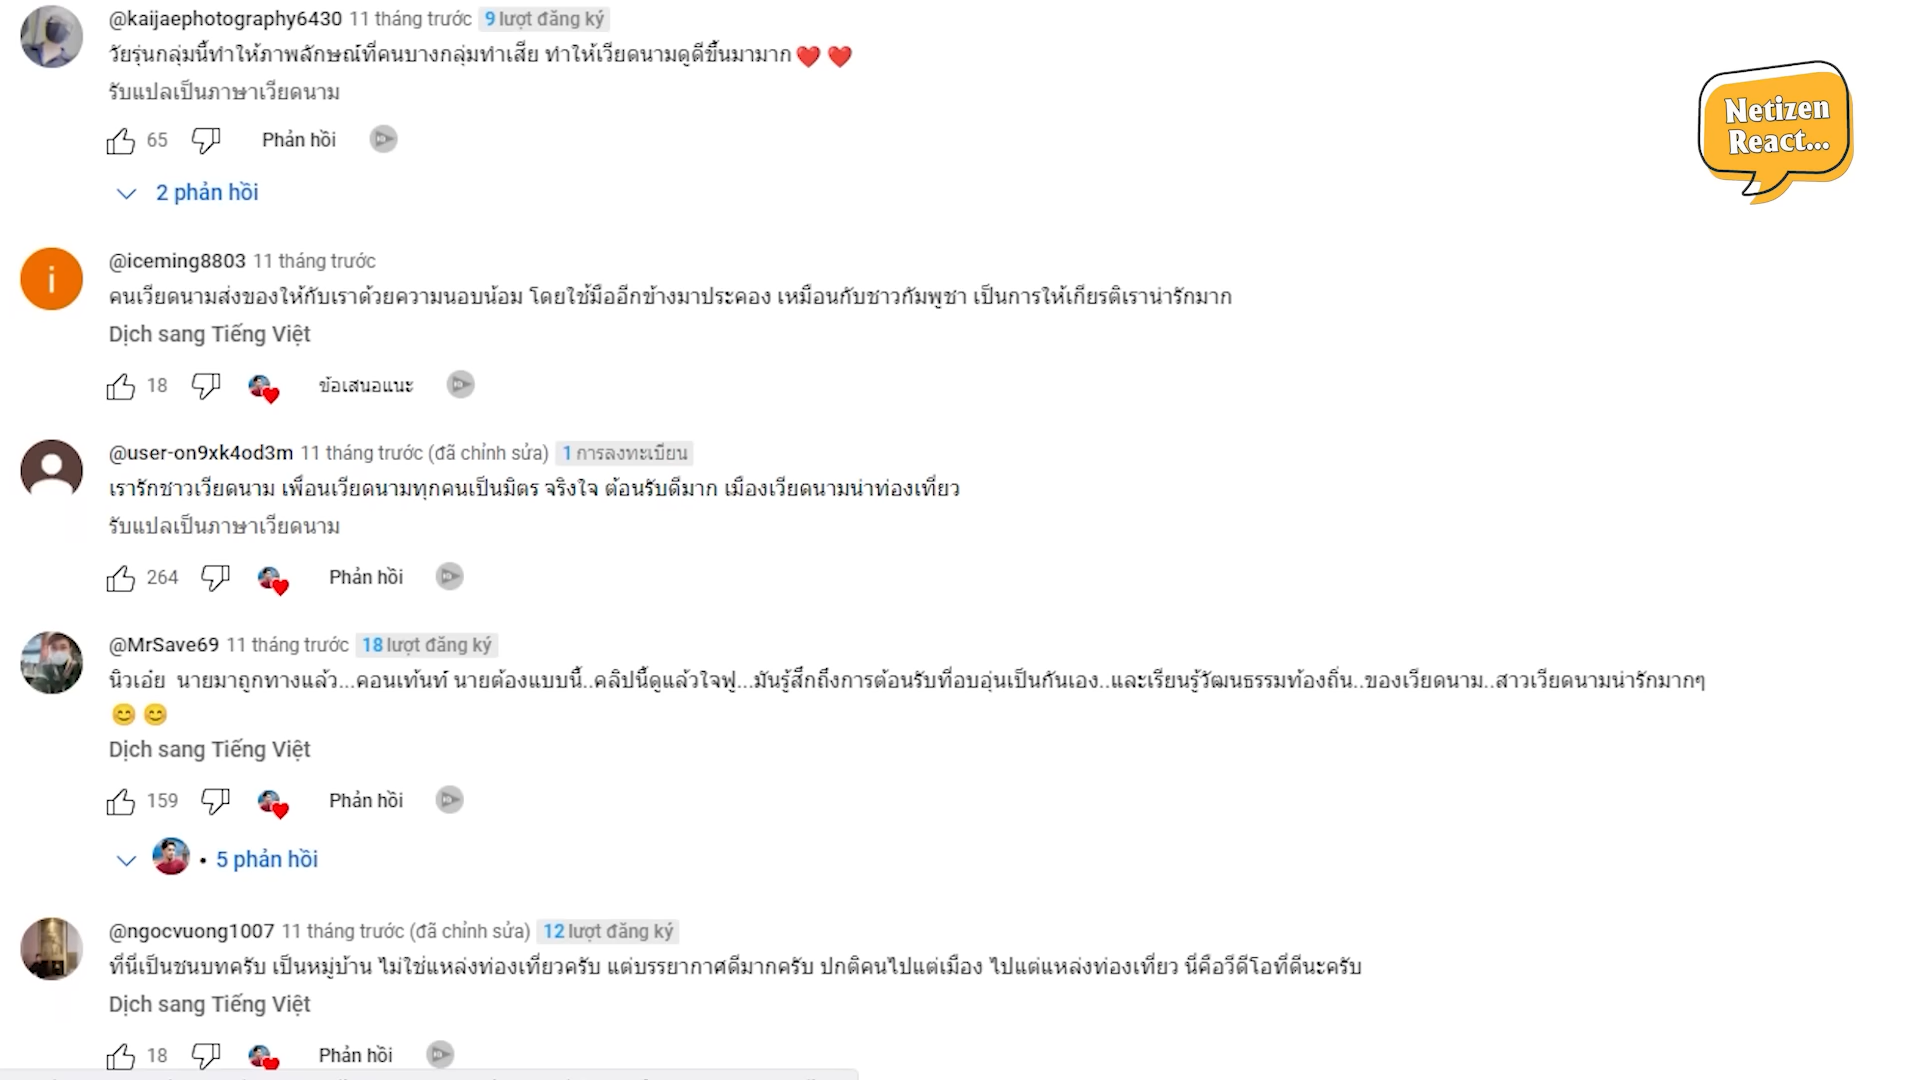 @kaijaephotography6430 11 tháng trước 9 lượt đăng ký
วัยรุ่นกลุ่มนี้ทำให้ภาพลักษณ์ที่คนบางกลุ่มทำเสีย ทำให้เวียดนามดูดีขึ้นมามาก❤️ ❤️
รับแปลเป็นภาษาเวียดนาม
65 Phản hồi
2 phản hồi
Netizen
React...
@iceming8803 11 tháng trước
คนเวียดนามส่งของให้กับเราด้วยความนอบน้อม โดยใช้มืออีกข้างมาประคอง เหมือนกับชาวกัมพูชา เป็นการให้เกียรติเราน่ารักมาก
Dịch sang Tiếng Việt
18 ข้อเสนอแนะ
@user-on9xk4od3m 11 tháng trước (đã chỉnh sửa) 1 การลงทะเบียน
เรารักชาวเวียดนาม เพื่อนเวียดนามทุกคนเป็นมิตร จริงใจ ต้อนรับดีมาก เมืองเวียดนามน่าท่องเที่ยว
รับแปลเป็นภาษาเวียดนาม
264 Phản hồi
@MrSave69 11 tháng trước 18 lượt đăng ký
นิวเอ๋ย นายมาถูกทางแล้ว...คอนเท้นท์ นายต้องแบบนี้..คลิปนี้ดูแล้วใจฟู...มันรู้สึกถึงการต้อนรับที่อบอุ่นเป็นกันเอง..และเรียนรู้วัฒนธรรมท้องถิ่น..ของเวียดนาม..สาวเวียดนามน่ารักมากๆ
😊 😊
Dịch sang Tiếng Việt
159 Phản hồi
• 5 phản hồi
@ngocvuong1007 11 tháng trước (đã chỉnh sửa) 12 lượt đăng ký
ที่นี่เป็นชนบทครับ เป็นหมู่บ้าน ไม่ใช่แหล่งท่องเที่ยวครับ แต่บรรยากาศดีมากครับ ปกติคนไปแต่เมือง ไปแต่แหล่งท่องเที่ยว นี่คือวีดีโอที่ดีนะครับ
Dịch sang Tiếng Việt
18 Phản hồi